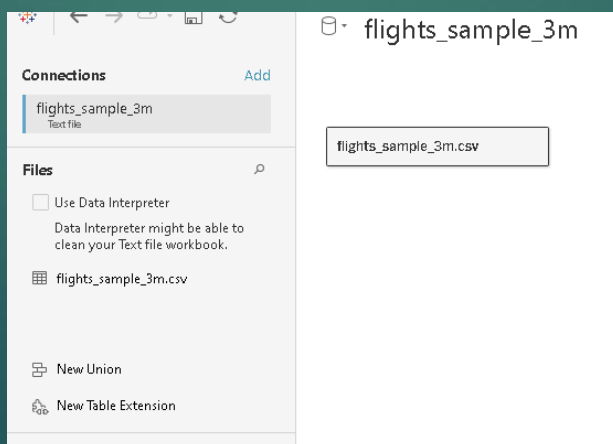 flights_sample_3m
Connections
Add
flights_sample_3m
Text file
flights_sample_3m.csv
Files
Use Data Interpreter
Data Interpreter might be able to
clean your Text file workbook.
flights_sample_3m.csv
New Union
New Table Extension